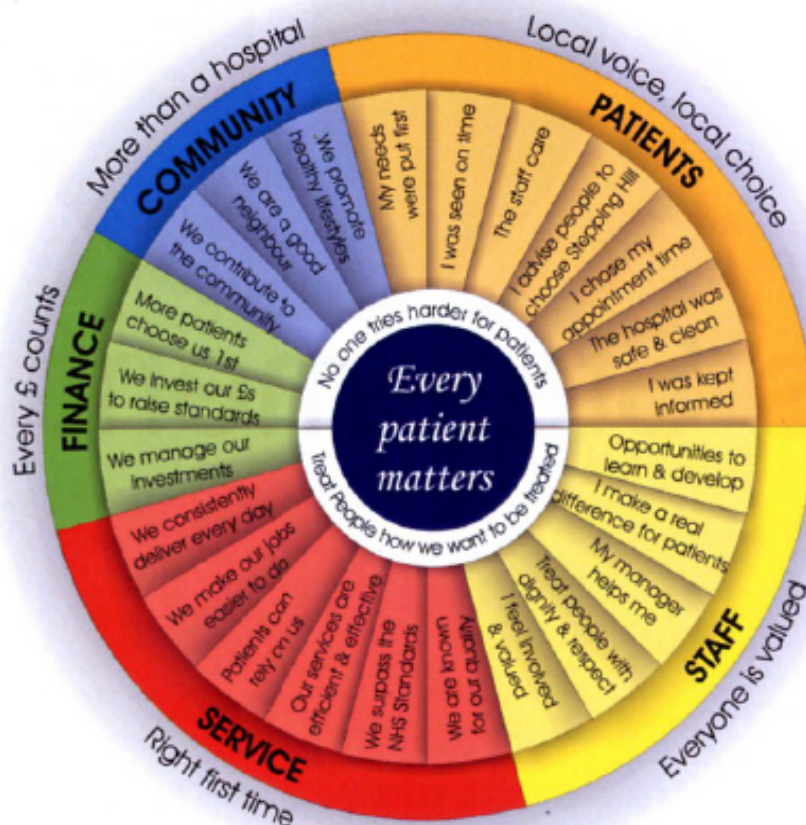 Local voice, local choice
PATIENTS
My needs
were put first
I was seen on time
The staff care
I advise people to
choose Stepping Hill
I chose my
appointment time
The hospital was
safe & clean
I was kept
informed
Everyone is valued
STAFF
Opportunities to
learn & develop
I make a real
difference for patients
My manager
helps me
Treat people with
dignity & respect
I feel involved
& valued
Right first time
SERVICE
We are known
for our quality
We surpass the
NHS Standards
Our services are
efficient & effective
Patients can
rely on us
We make our jobs
easier to do
We consistently
deliver every day
Every £ counts
FINANCE
We manage our
Investments
We invest our £s
to raise standards
More patients
choose us 1st
More than a hospital
COMMUNITY
We contribute to
the community
We are a good
neighbour
We promote
healthy lifestyles
No one tries harder for patients
Every
patient
matters
Treat People how we want to be treated